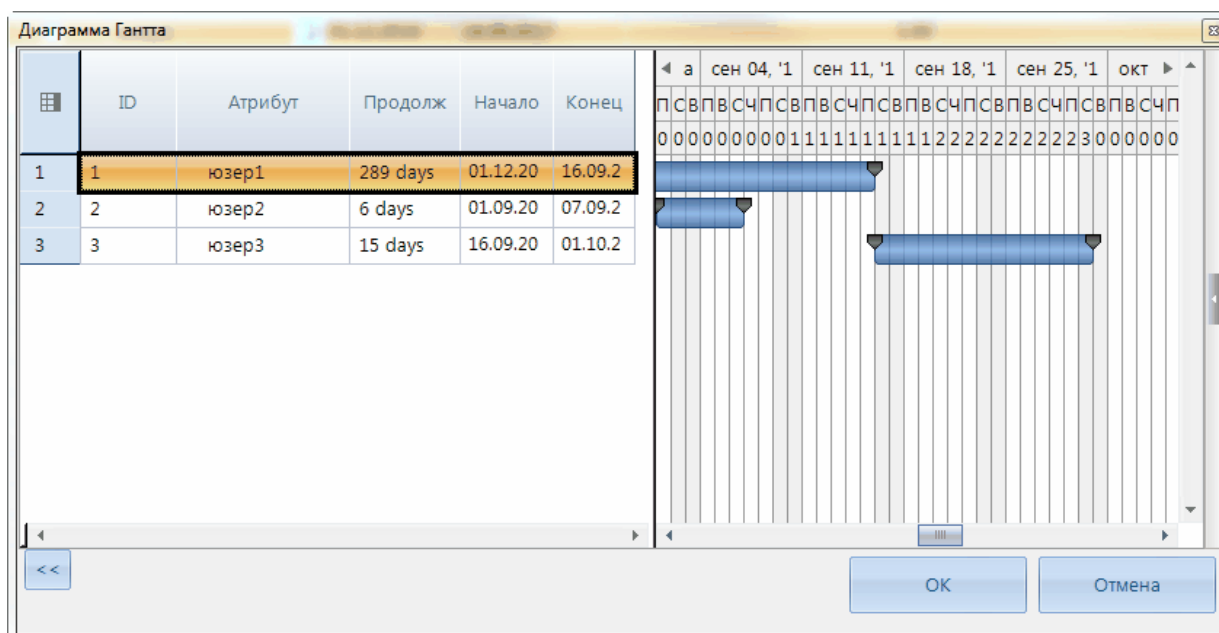 Диаграмма Гантта
ID Атрибут Продолж Начало Конец
а сен 04, '1 сен 11, '1 сен 18, '1 сен 25, '1 окт
ПСВПВСЧПСВПВСЧПСВПВСЧПСВПВСЧПСВПВСЧП
000000000111111111122222222223000000
1 1 юзер1 289 days 01.12.20 16.09.2
2 2 юзер2 6 days 01.09.20 07.09.2
3 3 юзер3 15 days 16.09.20 01.10.2
<<
OK Отмена